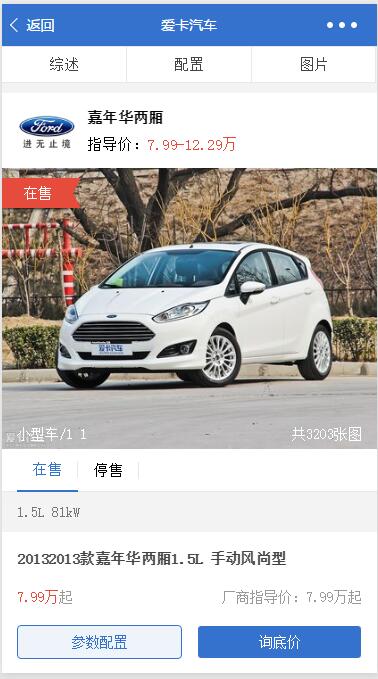 返回
爱卡汽车
综述
配置
图片
Ford
进无止境
嘉年华两厢
指导价：7.99-12.29万
在售
爱卡汽车
小型车/1 1
共3203张图
在售
停售
1.5L 81kW
20132013款嘉年华两厢1.5L 手动风尚型
7.99万起
厂商指导价：7.99万起
参数配置
询底价